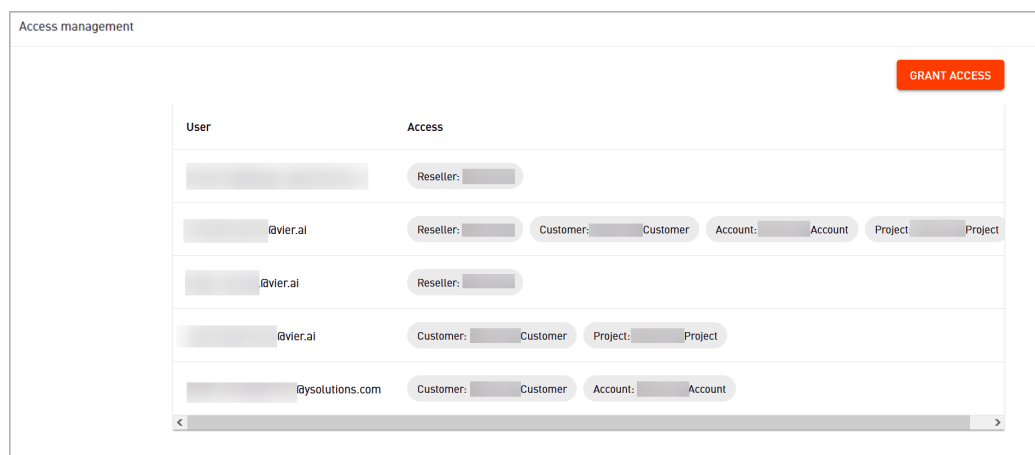 Access management
GRANT ACCESS
User Access
Reseller:
@vier.ai Reseller: Customer: Customer Account: Account Project: Project
@vier.ai Reseller:
@vier.ai Customer: Customer Project: Project
@ysolutions.com Customer: Customer Account: Account